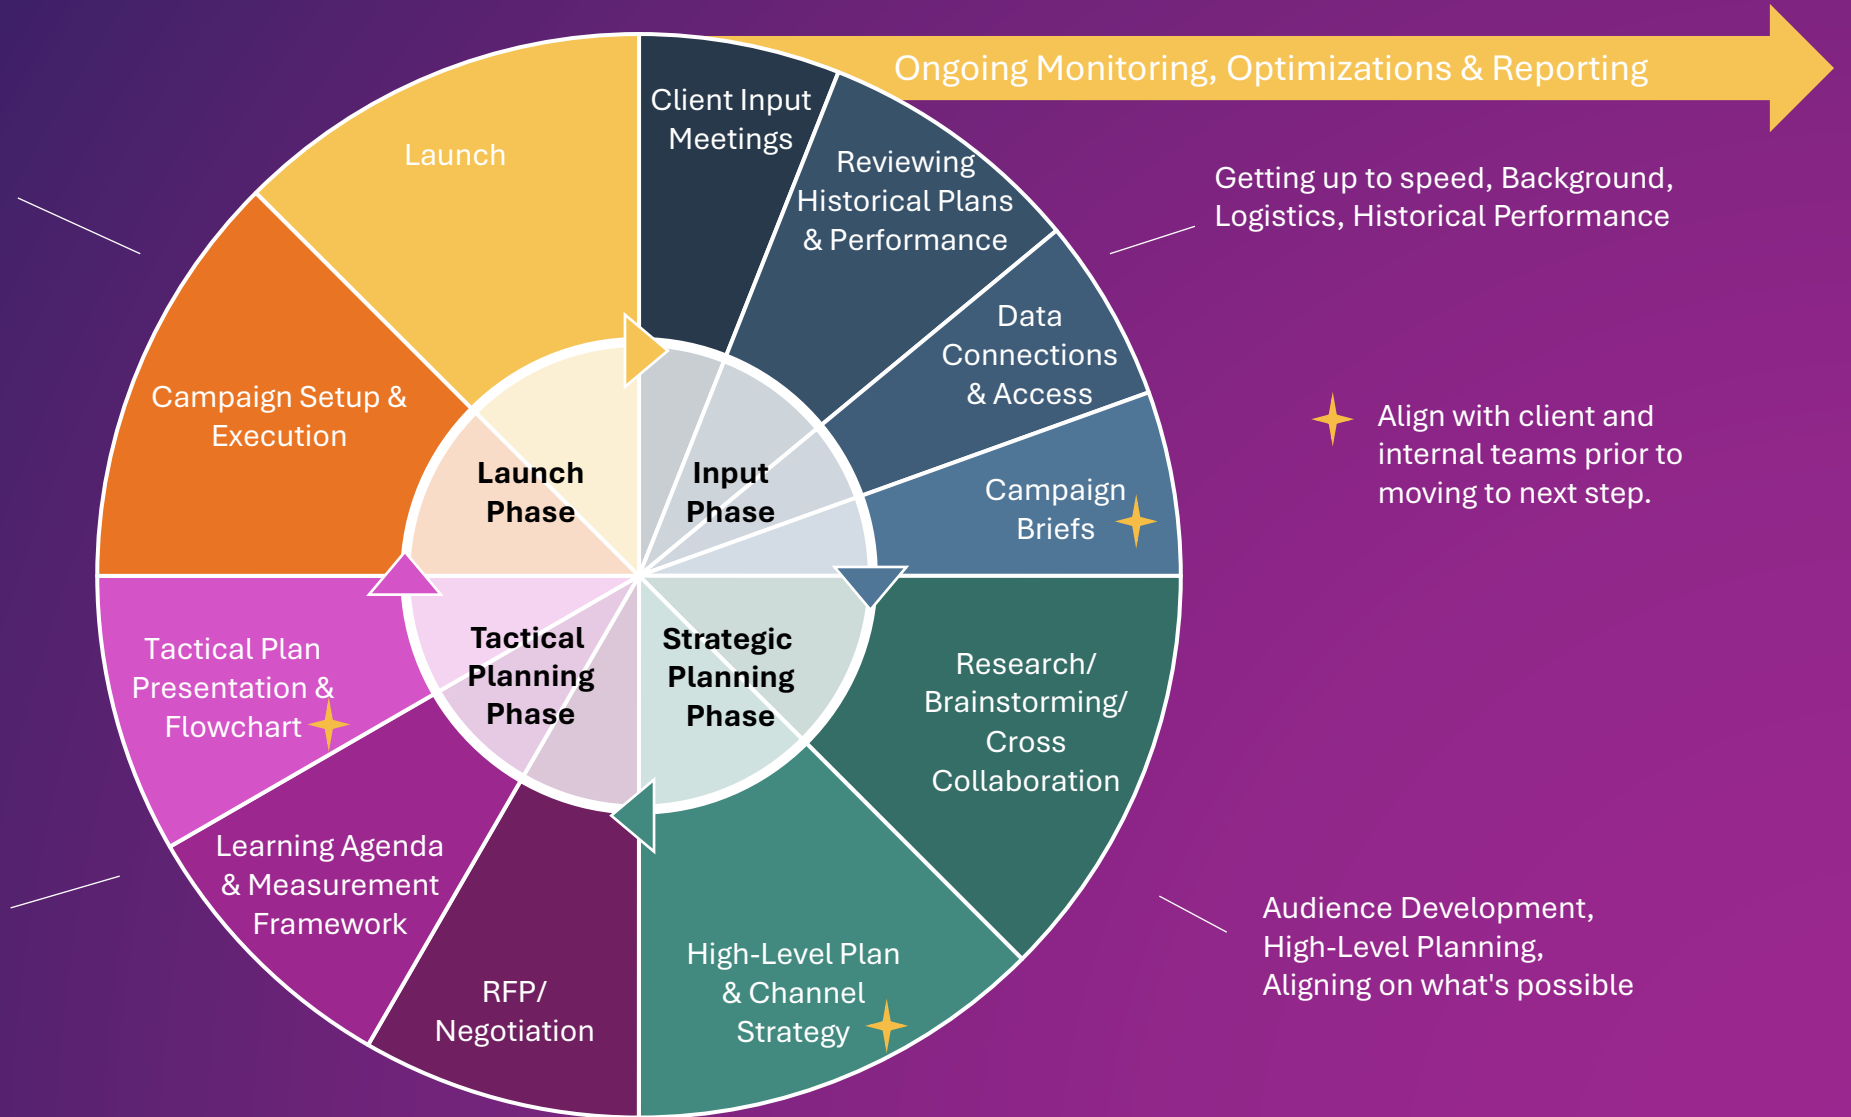 Ongoing Monitoring, Optimizations & Reporting
Client Input
Meetings
Reviewing
Historical Plans
& Performance
Data
Connections
& Access
Campaign
Briefs
Research/
Brainstorming/
Cross
Collaboration
High-Level Plan
& Channel
Strategy
RFP/
Negotiation
Learning Agenda
& Measurement
Framework
Tactical Plan
Presentation &
Flowchart
Campaign Setup &
Execution
Launch
Input
Phase
Strategic
Planning
Phase
Tactical
Planning
Phase
Launch
Phase
Getting up to speed, Background,
Logistics, Historical Performance
Align with client and
internal teams prior to
moving to next step.
Audience Development,
High-Level Planning,
Aligning on what's possible